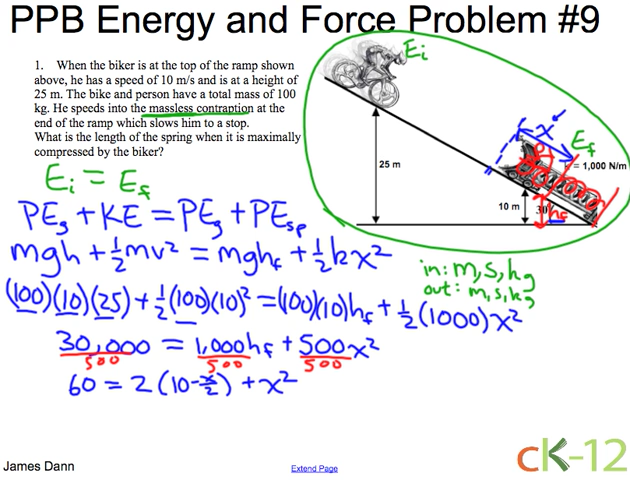 PPB Energy and Force Problem #9
1. When the biker is at the top of the ramp shown
above, he has a speed of 10 m/s and is at a height of
25 m. The bike and person have a total mass of 100
kg. He speeds into the massless contraption at the
end of the ramp which slows him to a stop.
What is the length of the spring when it is maximally
compressed by the biker?
Ei
x
Ef
= 1,000 N/m
25 m
10 m
30°
hf
Ei = Ef
PEg + KE = PEg + PEsp
mgh + ½mv² = mghf + ½kx²
in: m, s, kg
out: m, s, kg
(100)(10)(25) + ½(100)(10)² = (100)(10)hf + ½(1000)x²
30,000 = 1,000hf + 500x²
500 500 500
60 = 2(10-x/2) + x²
James Dann
Extend Page
cK-12